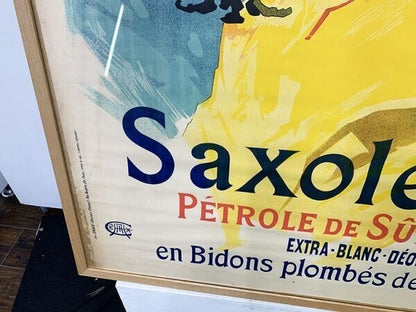 Saxole
PÉTROLE DE SÛ
EXTRA-BLANC-DÉO
en Bidons plombés de